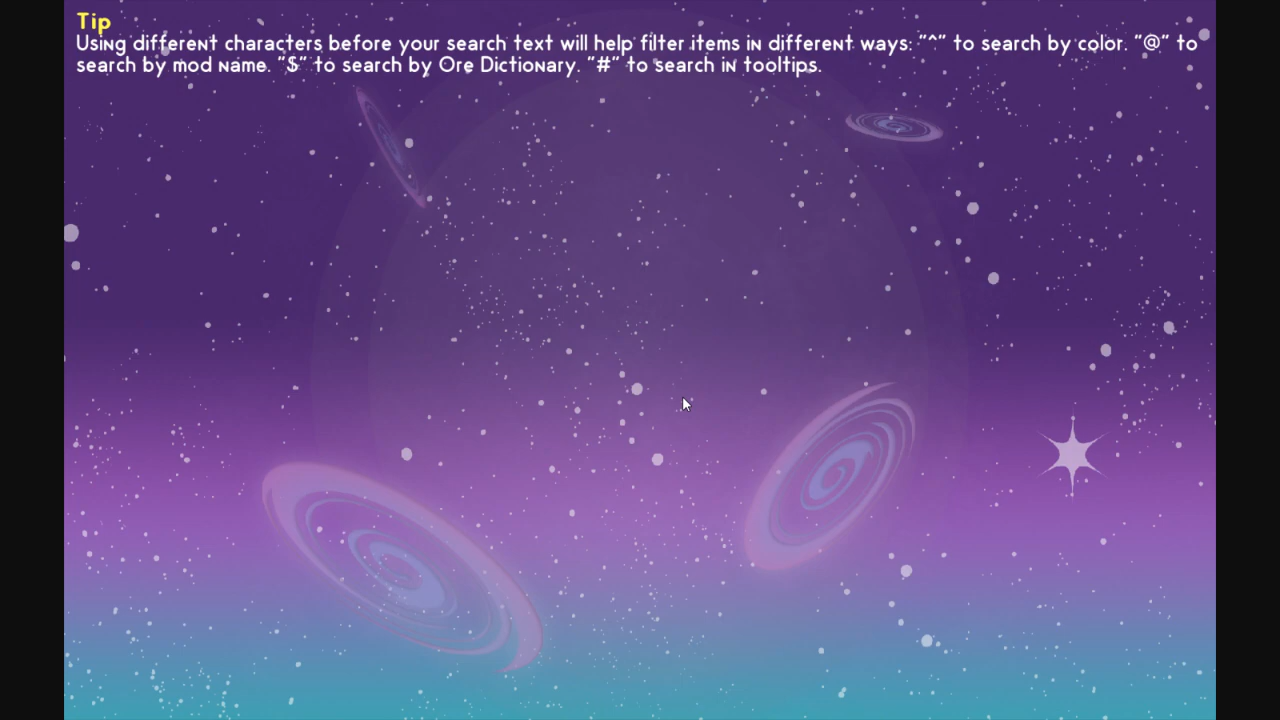 Tip
Using different characters before your search text will help filter items in different ways: "^" to search by color. "@" to
search by mod name. "$" to search by Ore Dictionary. "#" to search in tooltips.